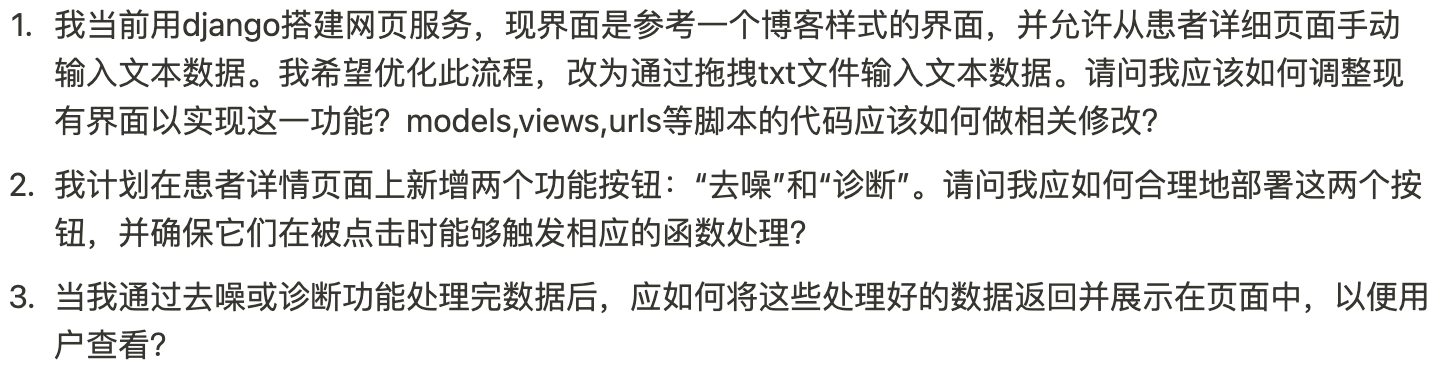 1. 我当前用django搭建网页服务，现界面是参考一个博客样式的界面，并允许从患者详细页面手动
输入文本数据。我希望优化此流程，改为通过拖拽txt文件输入文本数据。请问我应该如何调整现
有界面以实现这一功能？models,views,urls等脚本的代码应该如何做相关修改？
2. 我计划在患者详情页面上新增两个功能按钮：“去噪”和“诊断”。请问我应如何合理地部署这两个按
钮，并确保它们在被点击时能够触发相应的函数处理？
3. 当我通过去噪或诊断功能处理完数据后，应如何将这些处理好的数据返回并展示在页面中，以便用
户查看？